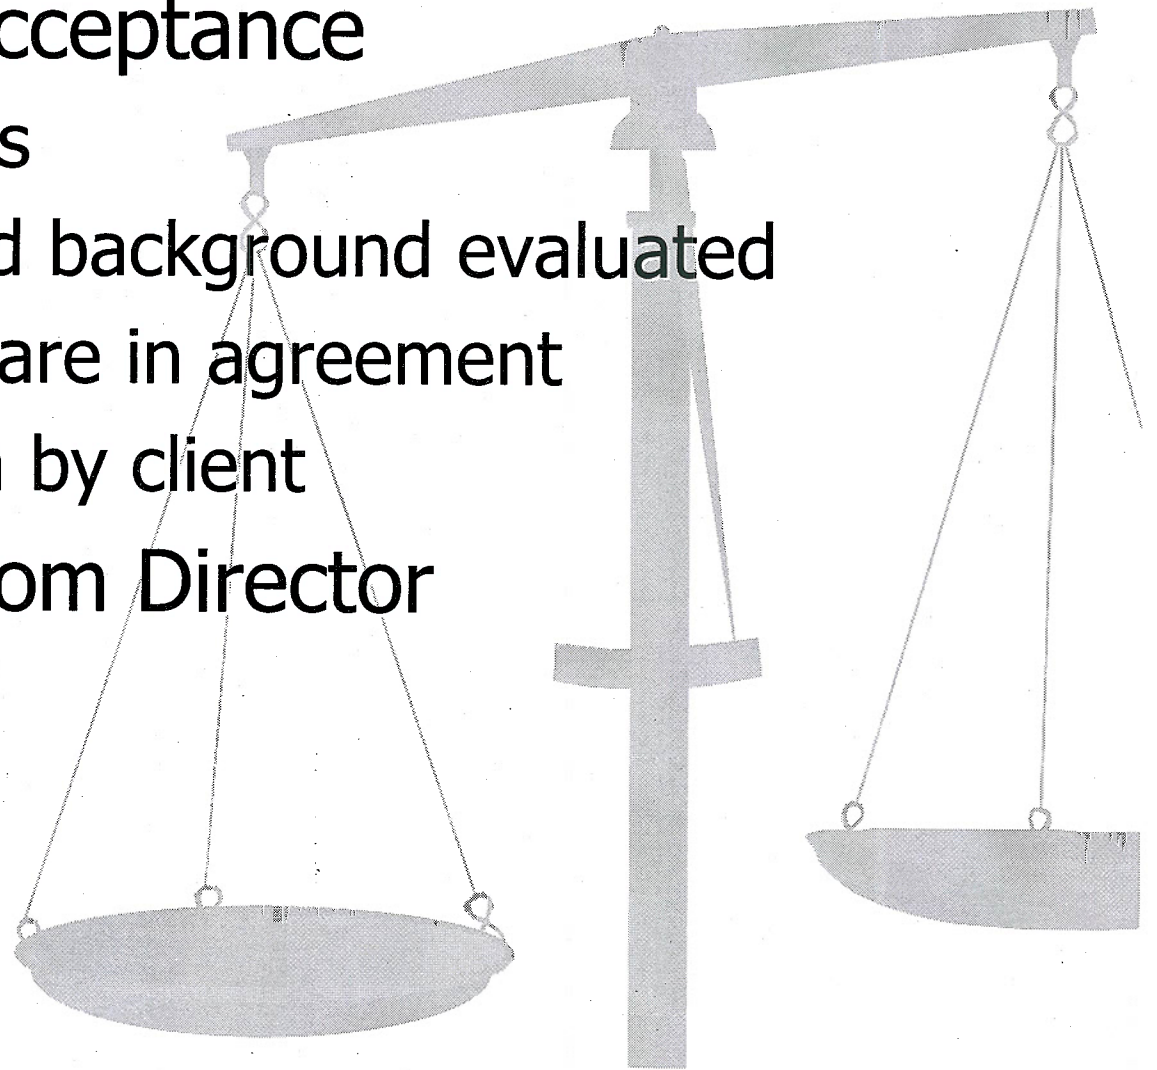 cceptance
s
d background evaluated
are in agreement
by client
om Director